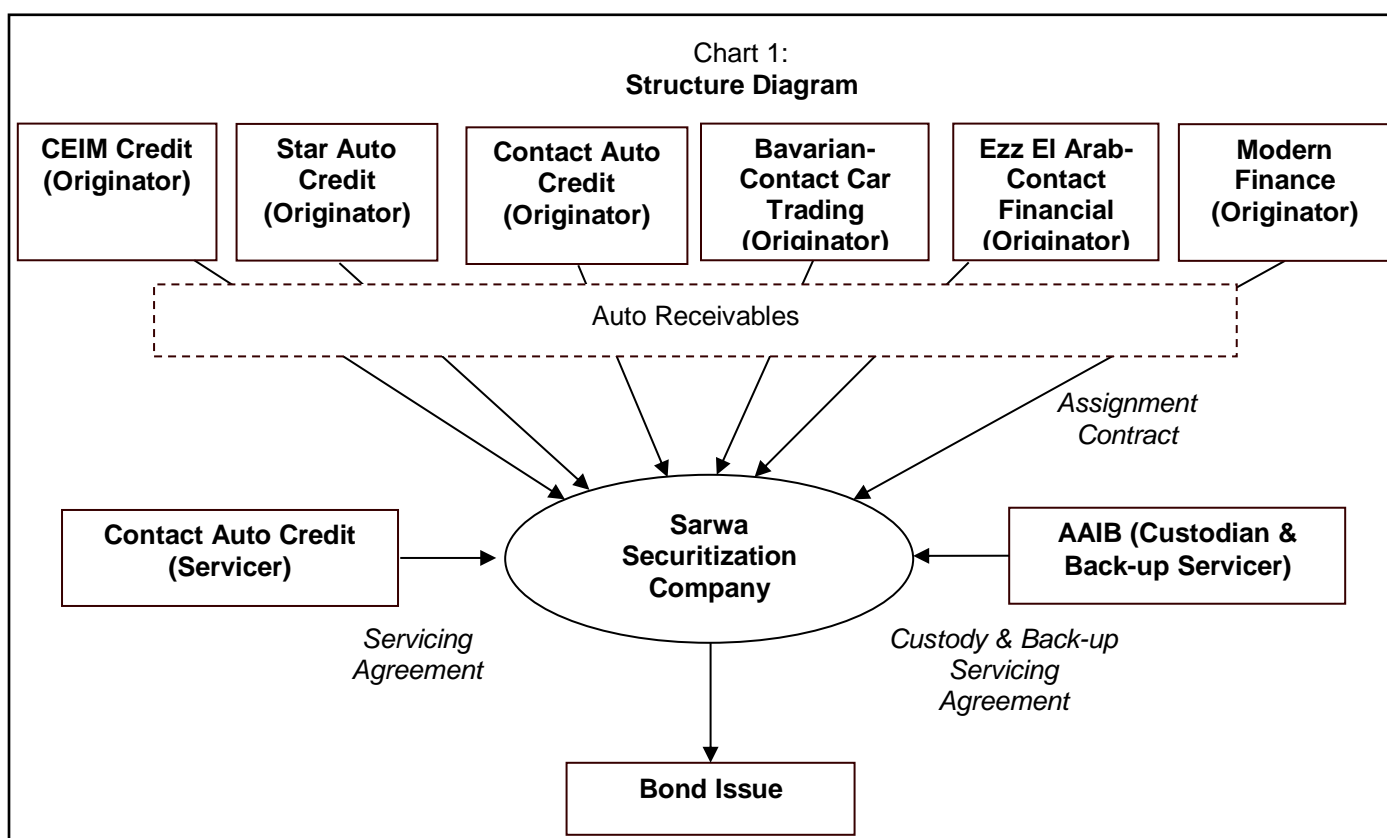 Chart 1:
Structure Diagram
CEIM Credit
(Originator)
Star Auto
Credit
(Originator)
Contact Auto
Credit
(Originator)
Bavarian-
Contact Car
Trading
(Originator)
Ezz El Arab-
Contact
Financial
(Originator)
Modern
Finance
(Originator)
Auto Receivables
Assignment
Contract
Contact Auto Credit
(Servicer)
Sarwa
Securitization
Company
AAIB (Custodian &
Back-up Servicer)
Servicing
Agreement
Custody & Back-up
Servicing
Agreement
Bond Issue